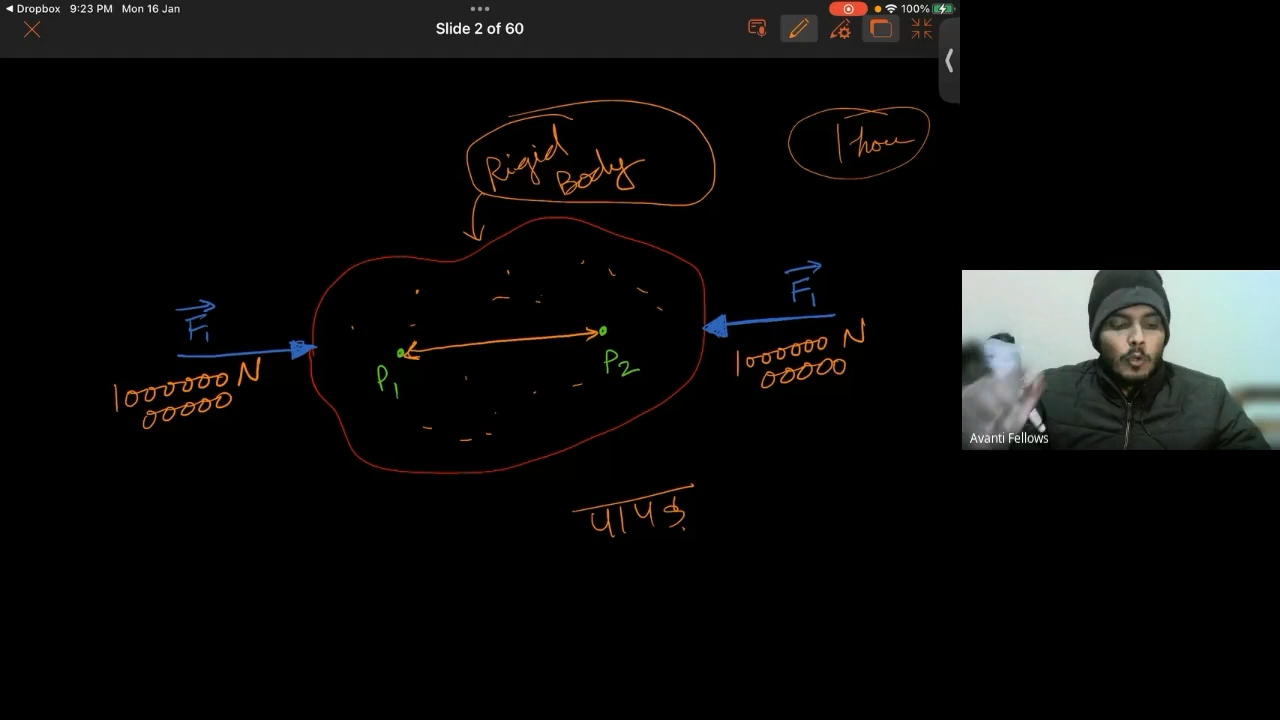 Dropbox 9:23 PM Mon 16 Jan
100%
Slide 2 of 60
Rigid
Body
F₁
1000000 N
00000
P₁
P₂
F₁
1000000 N
00000
Avanti Fellows